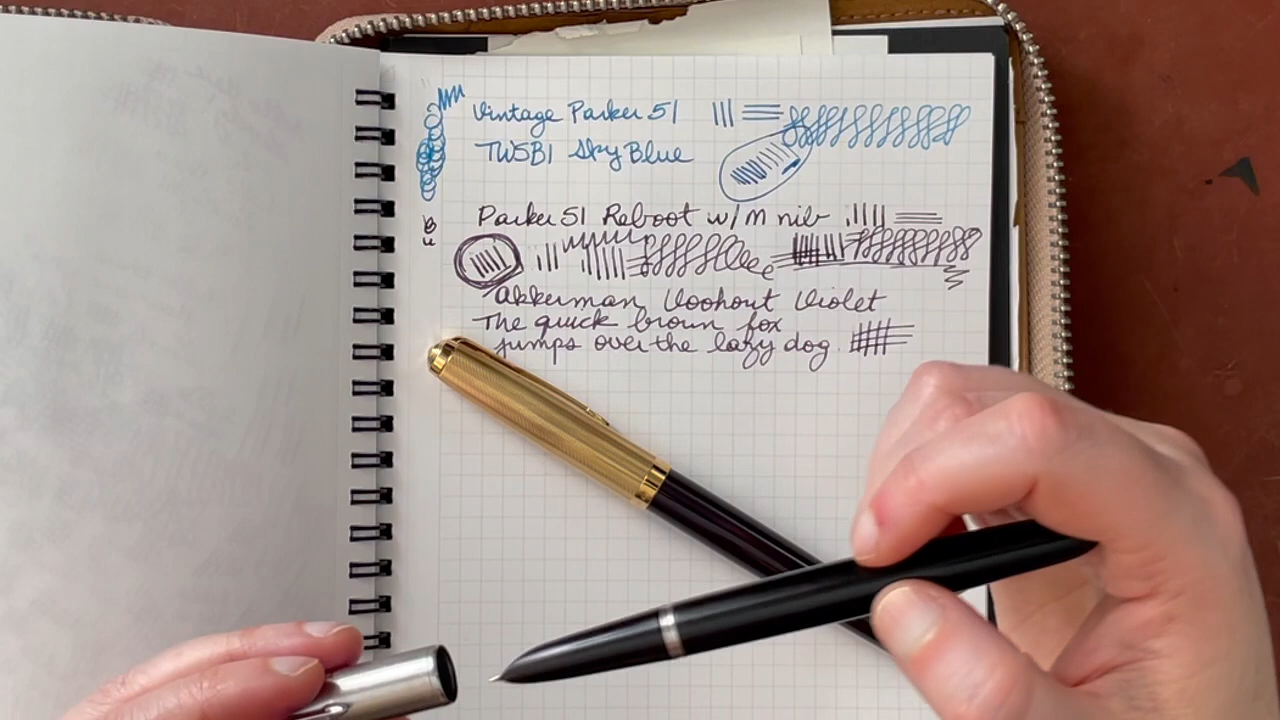 Vintage Parker 51
TWSBI Sky Blue
Parker 51 Reboot w/M nib
Akkerman Voohout Violet
The quick brown fox
jumps over the lazy dog.